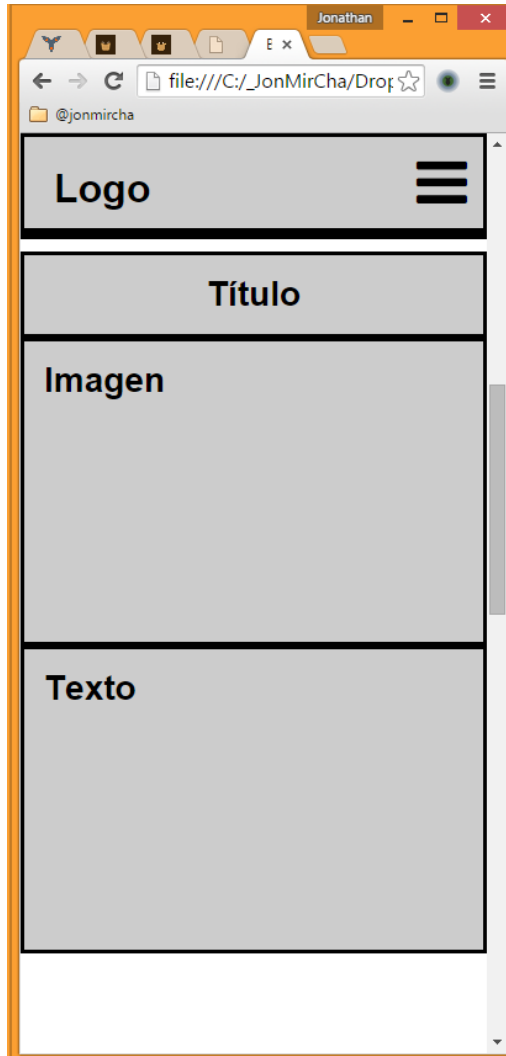 Jonathan
E
file:///C:/_JonMirCha/Drop
@jonmircha
Logo
Título
Imagen
Texto